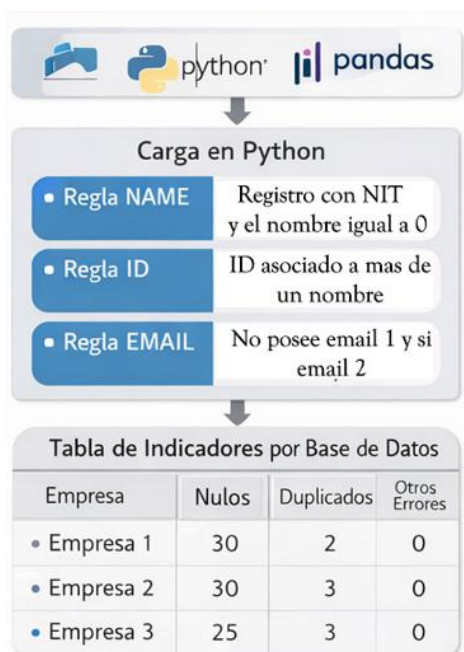 python
pandas
Carga en Python
Regla NAME
Registro con NIT
y el nombre igual a 0
Regla ID
ID asociado a mas de
un nombre
Regla EMAIL
No posee email 1 y si
email 2
Tabla de Indicadores por Base de Datos
Empresa Nulos Duplicados Otros
Errores
Empresa 1 30 2 0
Empresa 2 30 3 0
Empresa 3 25 3 0